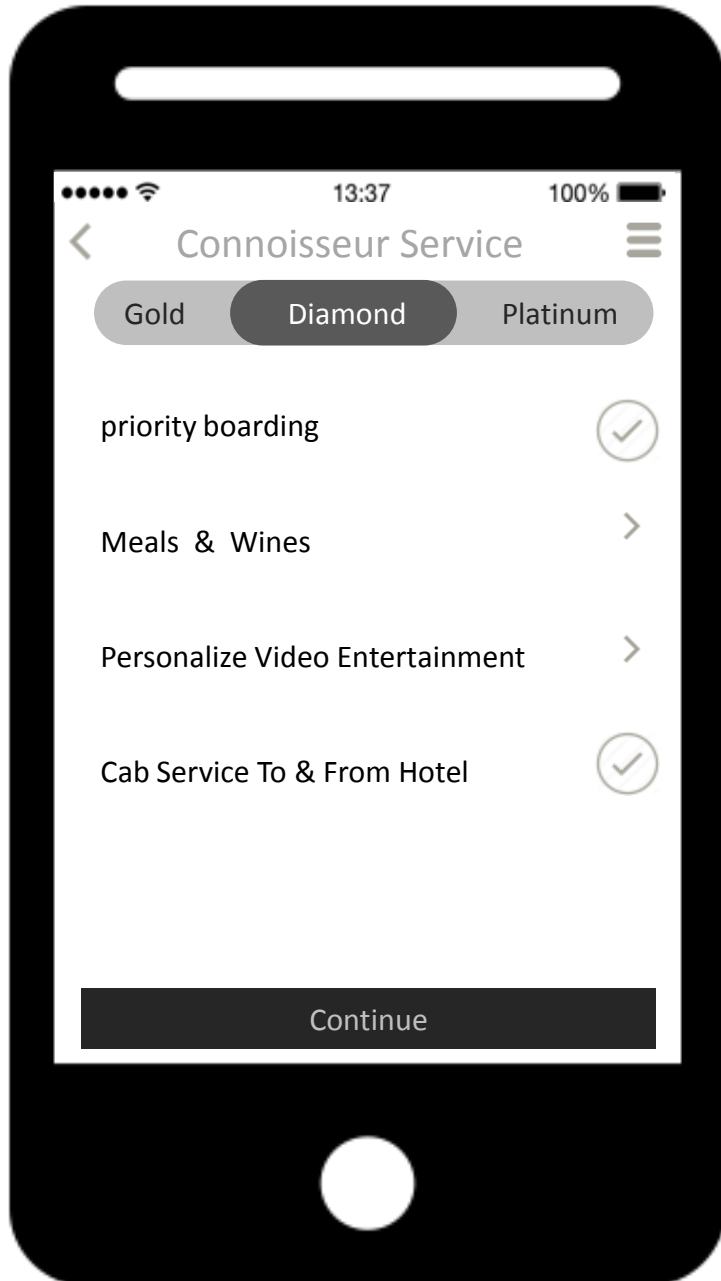 13:37 100%
Connoisseur Service
Gold Diamond Platinum
priority boarding
Meals & Wines
Personalize Video Entertainment
Cab Service To & From Hotel
Continue